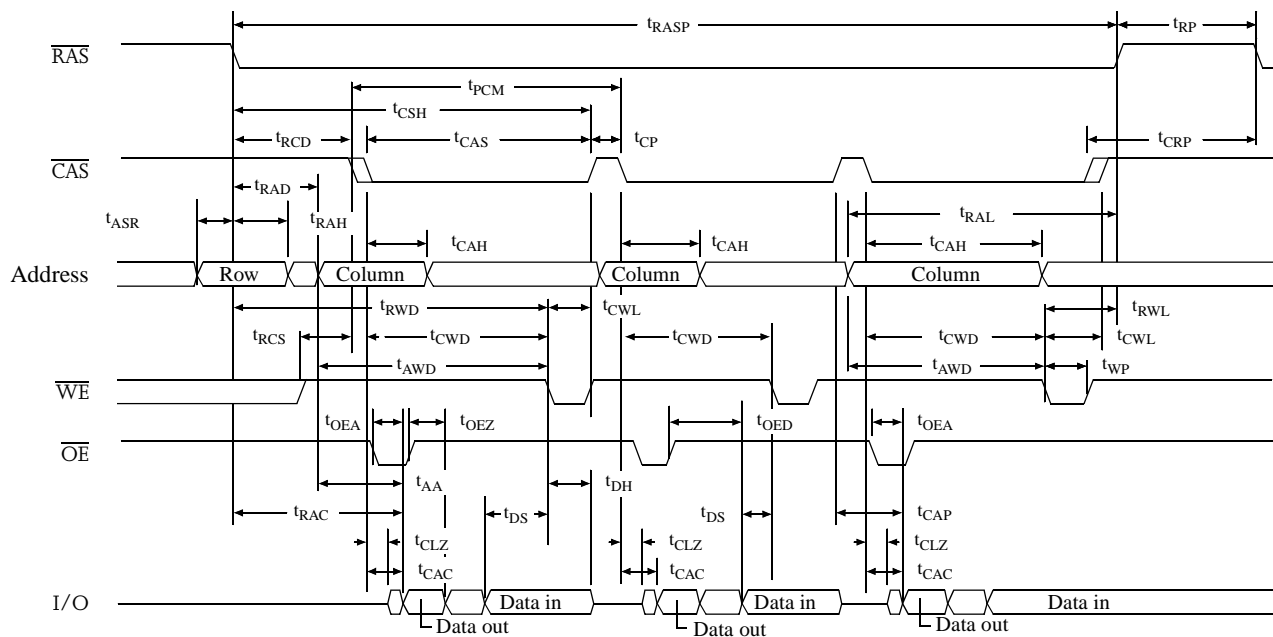 tRASP tRP
RAS
tPCM
tCSH
tRCD tCAS tCP tCRP
CAS
tRAD
tASR tRAH tRAL
tCAH tCAH tCAH
Address Row Column Column Column
tRWD tCWL tRWL
tRCS tCWD tCWD tCWD tCWL
tAWD tAWD tWP
WE
tOEA tOEZ tOED tOEA
OE
tAA tDH
tRAC tDS tDS tCAP
tCLZ tCLZ tCLZ
tCAC tCAC tCAC
I/O Data in Data in Data in
Data out Data out Data out